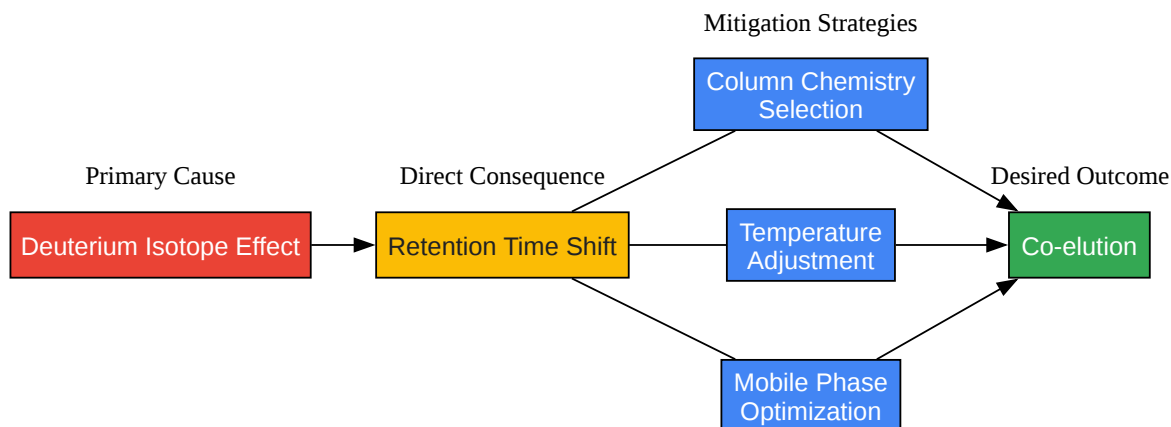 Mitigation Strategies
Column Chemistry
Selection
Primary Cause
Direct Consequence
Desired Outcome
Deuterium Isotope Effect
Retention Time Shift
Temperature
Adjustment
Co-elution
Mobile Phase
Optimization